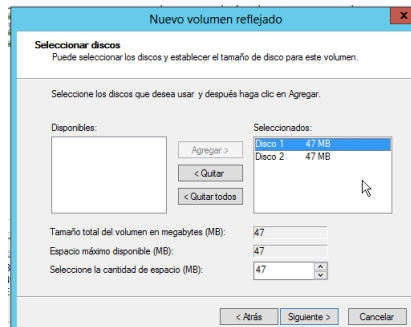 Nuevo volumen reflejado
x
Seleccionar discos
Puede seleccionar los discos y establecer el tamaño de disco para este volumen.
Seleccione los discos que desea usar y después haga clic en Agregar.
Disponibles:
Seleccionados:
Agregar >
Disco 1 47 MB
Disco 2 47 MB
< Quitar
< Quitar todos
Tamaño total del volumen en megabytes (MB): 47
Espacio máximo disponible (MB): 47
Seleccione la cantidad de espacio (MB): 47
< Atrás Siguiente > Cancelar